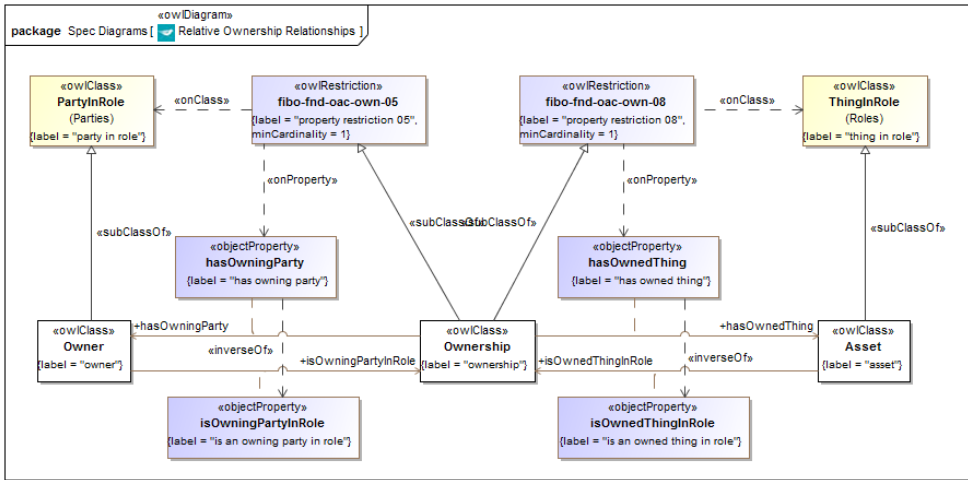 «owlDiagram»
package Spec Diagrams [ Relative Ownership Relationships ]
«owlClass»
PartyInRole
(Parties)
{label = "party in role"}
«onClass»
«owlRestriction»
fibo-fnd-oac-own-05
{label = "property restriction 05",
minCardinality = 1}
«owlRestriction»
fibo-fnd-oac-own-08
{label = "property restriction 08",
minCardinality = 1}
«onClass»
«owlClass»
ThingInRole
(Roles)
{label = "thing in role"}
«onProperty»
«onProperty»
«subClassOf»
«subClassOf»
«subClassOf»
«subClassOf»
«objectProperty»
hasOwningParty
{label = "has owning party"}
«objectProperty»
hasOwnedThing
{label = "has owned thing"}
«owlClass»
Owner
{label = "owner"}
+hasOwningParty
«inverseOf»
+isOwningPartyInRole
«owlClass»
Ownership
{label = "ownership"}
+hasOwnedThing
+isOwnedThingInRole
«inverseOf»
«owlClass»
Asset
{label = "asset"}
«objectProperty»
isOwningPartyInRole
{label = "is an owning party in role"}
«objectProperty»
isOwnedThingInRole
{label = "is an owned thing in role"}